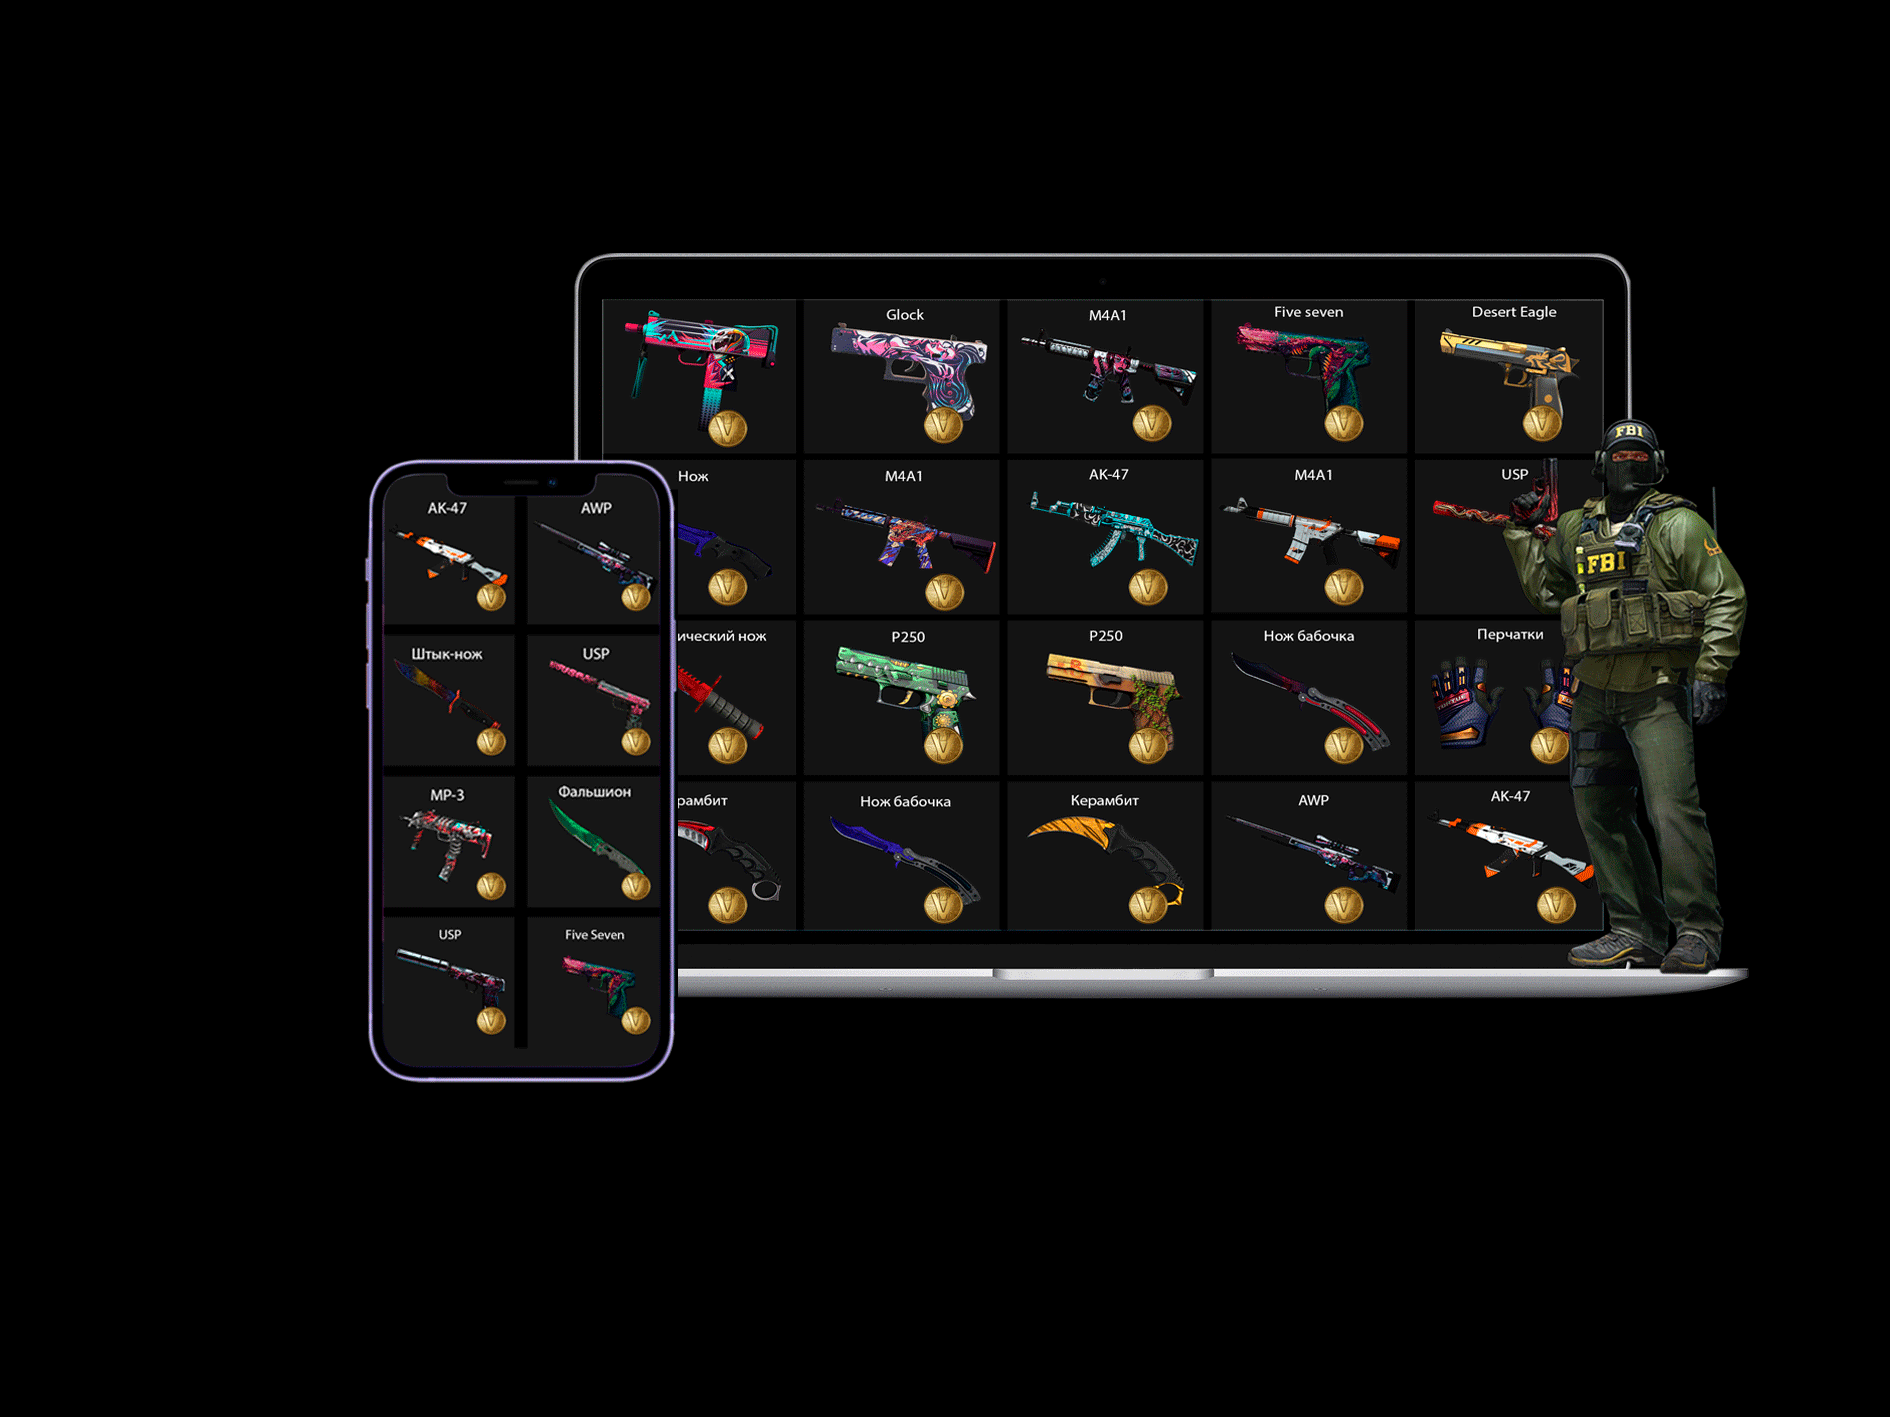 Glock
M4A1
Five seven
Desert Eagle
Нож
M4A1
AK-47
M4A1
USP
ический нож
P250
P250
Нож бабочка
Перчатки
рамбит
Нож бабочка
Керамбит
AWP
AK-47
AK-47
AWP
Штык-нож
USP
MP-3
Фальшион
USP
Five Seven
FBI
FBI